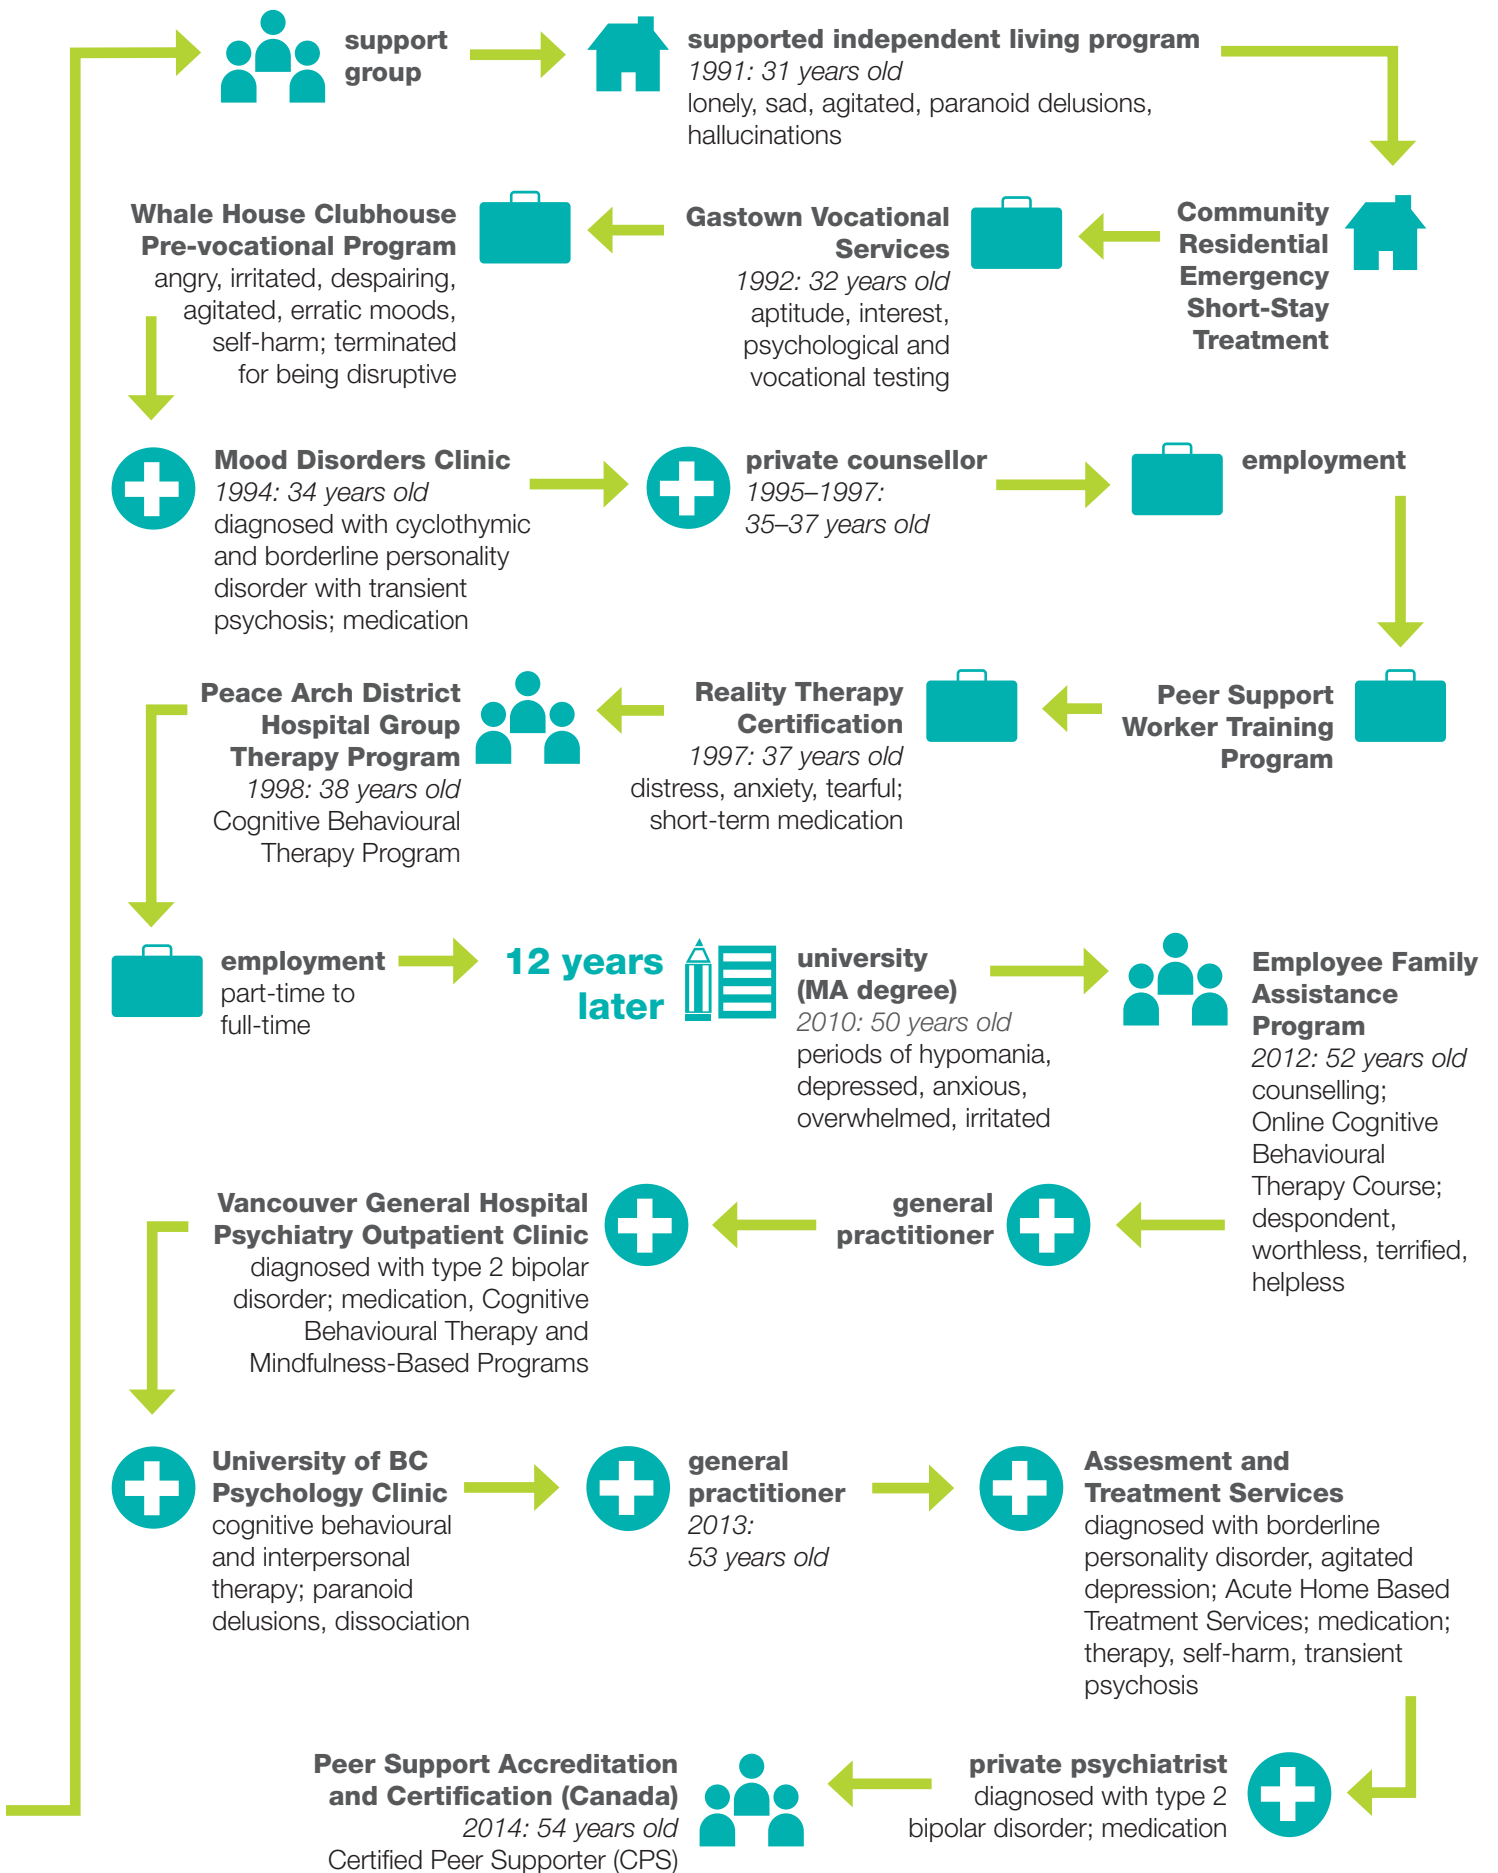 support
group
supported independent living program
1991: 31 years old
lonely, sad, agitated, paranoid delusions,
hallucinations
Community
Residential
Emergency
Short-Stay
Treatment
Gastown Vocational
Services
1992: 32 years old
aptitude, interest,
psychological and
vocational testing
Whale House Clubhouse
Pre-vocational Program
angry, irritated, despairing,
agitated, erratic moods,
self-harm; terminated
for being disruptive
Mood Disorders Clinic
1994: 34 years old
diagnosed with cyclothymic
and borderline personality
disorder with transient
psychosis; medication
private counsellor
1995–1997:
35–37 years old
employment
Peer Support
Worker Training
Program
Reality Therapy
Certification
1997: 37 years old
distress, anxiety, tearful;
short-term medication
Peace Arch District
Hospital Group
Therapy Program
1998: 38 years old
Cognitive Behavioural
Therapy Program
employment
part-time to
full-time
12 years
later
university
(MA degree)
2010: 50 years old
periods of hypomania,
depressed, anxious,
overwhelmed, irritated
Employee Family
Assistance
Program
2012: 52 years old
counselling;
Online Cognitive
Behavioural
Therapy Course;
despondent,
worthless, terrified,
helpless
general
practitioner
Vancouver General Hospital
Psychiatry Outpatient Clinic
diagnosed with type 2 bipolar
disorder; medication, Cognitive
Behavioural Therapy and
Mindfulness-Based Programs
University of BC
Psychology Clinic
cognitive behavioural
and interpersonal
therapy; paranoid
delusions, dissociation
general
practitioner
2013:
53 years old
Assesment and
Treatment Services
diagnosed with borderline
personality disorder, agitated
depression; Acute Home Based
Treatment Services; medication;
therapy, self-harm, transient
psychosis
private psychiatrist
diagnosed with type 2
bipolar disorder; medication
Peer Support Accreditation
and Certification (Canada)
2014: 54 years old
Certified Peer Supporter (CPS)